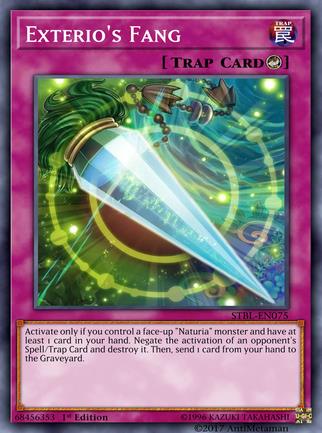 Exterio's Fang
TRAP
罠
[TRAP CARD]
STBL-EN075
Activate only if you control a face-up "Naturia" monster and have
at least 1 card in your hand. Negate the activation of an opponent's
Spell/Trap Card and destroy it. Then, send 1 card from your hand to
the Graveyard.
68456353 1st Edition ©1996 KAZUKI TAKAHASHI
©2017 AntiMetaman